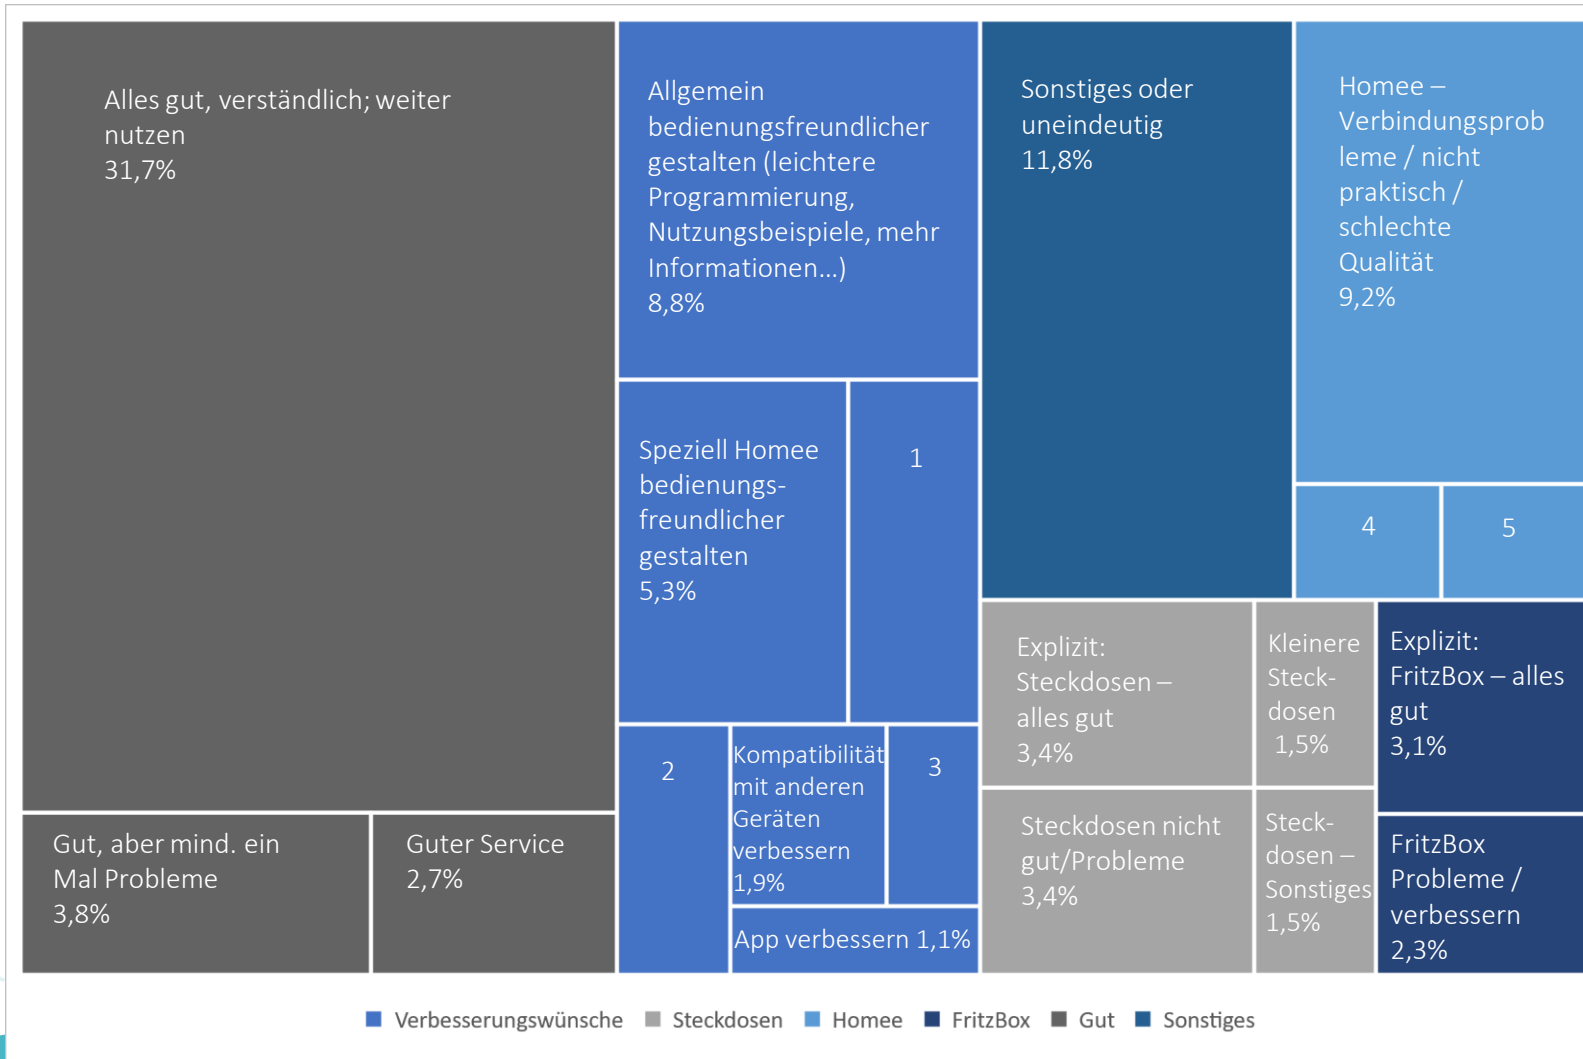 Alles gut, verständlich; weiter
nutzen
31,7%
Gut, aber mind. ein
Mal Probleme
3,8%
Guter Service
2,7%
Allgemein
bedienungsfreundlicher
gestalten (leichtere
Programmierung,
Nutzungsbeispiele, mehr
Informationen...)
8,8%
Speziell Homee
bedienungs-
freundlicher
gestalten
5,3%
1
2
Kompatibilität
mit anderen
Geräten
verbessern
1,9%
3
App verbessern 1,1%
Sonstiges oder
uneindeutig
11,8%
Homee –
Verbindungsprob
leme / nicht
praktisch /
schlechte
Qualität
9,2%
4
5
Explizit:
Steckdosen –
alles gut
3,4%
Kleinere
Steck-
dosen
1,5%
Steckdosen nicht
gut/Probleme
3,4%
Steck-
dosen –
Sonstiges
1,5%
Explizit:
FritzBox – alles
gut
3,1%
FritzBox
Probleme /
verbessern
2,3%
Verbesserungswünsche Steckdosen Homee FritzBox Gut Sonstiges